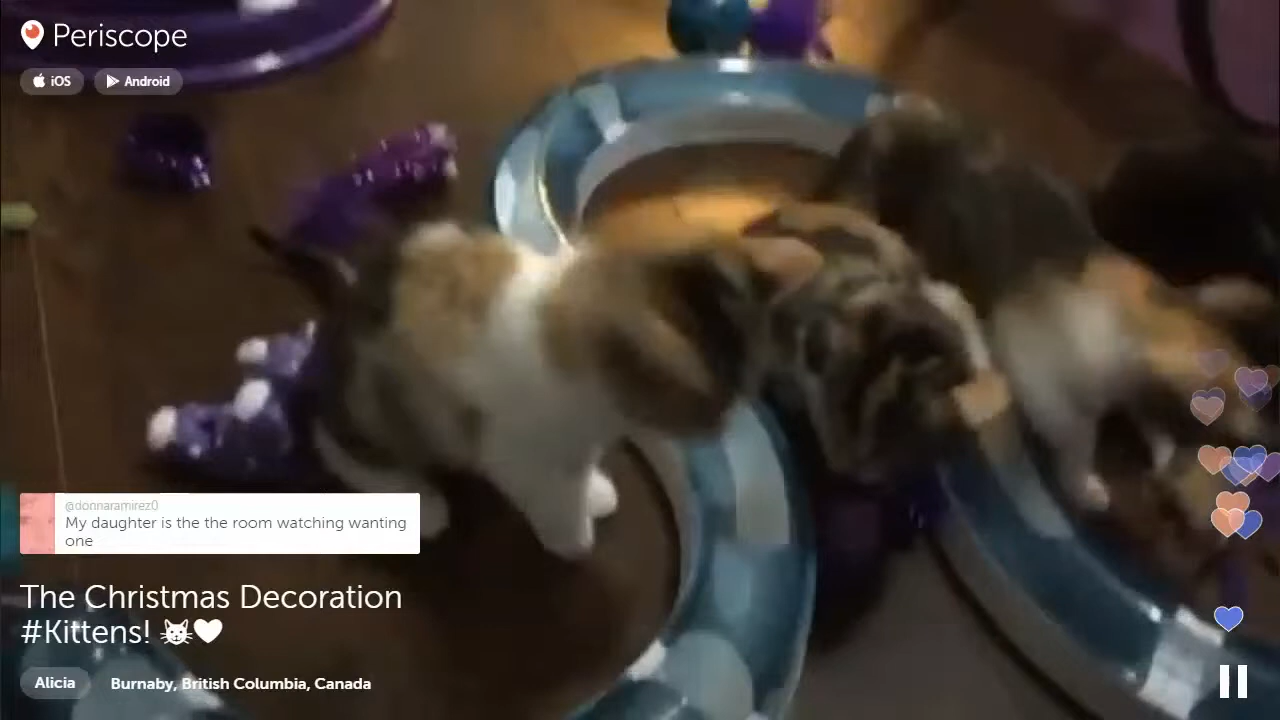 Periscope
iOS
Android
@donnaramirez0
My daughter is the the room watching wanting
one
The Christmas Decoration
#Kittens! 🐱❤
Alicia
Burnaby, British Columbia, Canada